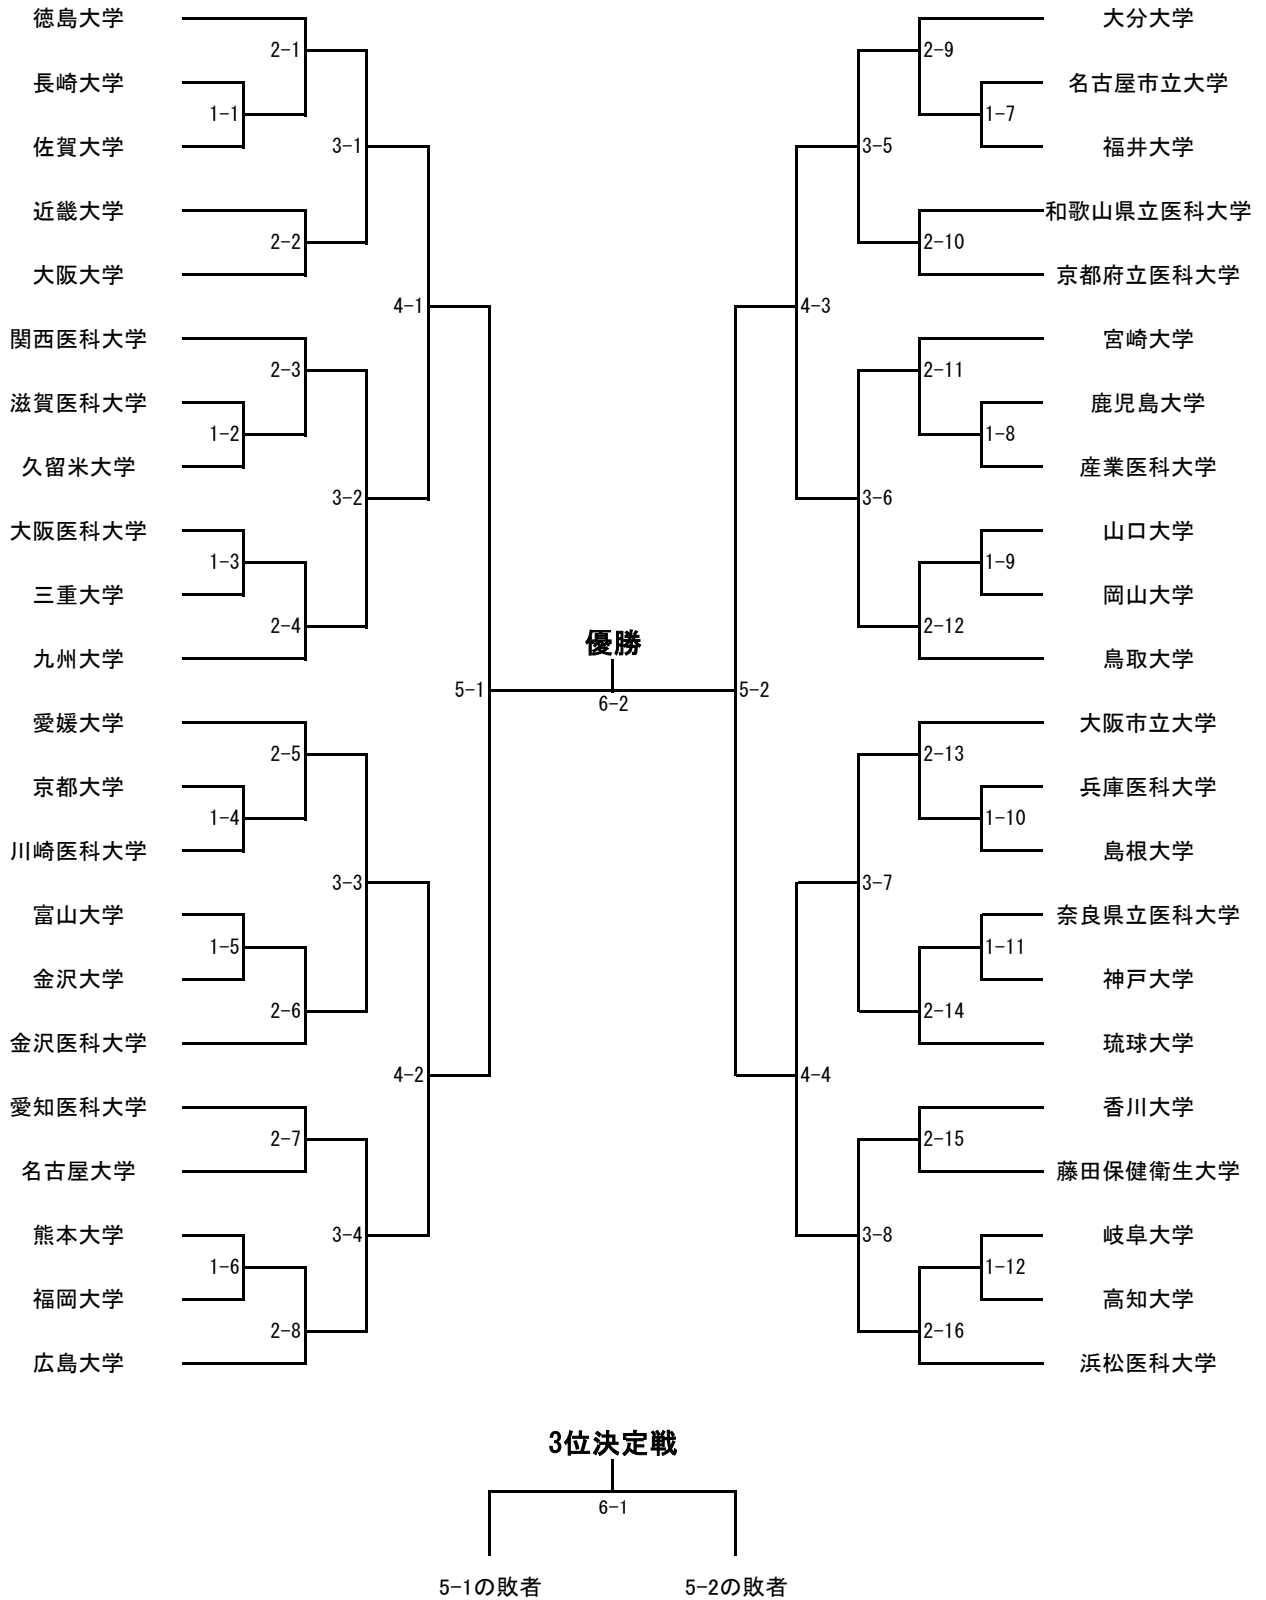 徳島大学
長崎大学
佐賀大学
近畿大学
大阪大学
関西医科大学
滋賀医科大学
久留米大学
大阪医科大学
三重大学
九州大学
愛媛大学
京都大学
川崎医科大学
富山大学
金沢大学
金沢医科大学
愛知医科大学
名古屋大学
熊本大学
福岡大学
広島大学
1-1
1-2
1-3
1-4
1-5
1-6
2-1
2-2
2-3
2-4
2-5
2-6
2-7
2-8
3-1
3-2
3-3
3-4
4-1
4-2
5-1
優勝
6-2
5-2
4-3
4-4
3-5
3-6
3-7
3-8
2-9
2-10
2-11
2-12
2-13
2-14
2-15
2-16
1-7
1-8
1-9
1-10
1-11
1-12
大分大学
名古屋市立大学
福井大学
和歌山県立医科大学
京都府立医科大学
宮崎大学
鹿児島大学
産業医科大学
山口大学
岡山大学
鳥取大学
大阪市立大学
兵庫医科大学
島根大学
奈良県立医科大学
神戸大学
琉球大学
香川大学
藤田保健衛生大学
岐阜大学
高知大学
浜松医科大学
3位決定戦
6-1
5-1の敗者
5-2の敗者